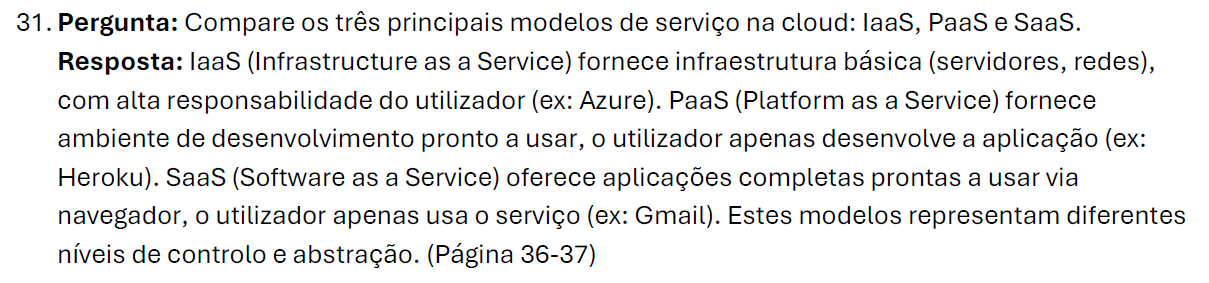 31. Pergunta: Compare os três principais modelos de serviço na cloud: IaaS, PaaS e SaaS.
Resposta: IaaS (Infrastructure as a Service) fornece infraestrutura básica (servidores, redes),
com alta responsabilidade do utilizador (ex: Azure). PaaS (Platform as a Service) fornece
ambiente de desenvolvimento pronto a usar, o utilizador apenas desenvolve a aplicação (ex:
Heroku). SaaS (Software as a Service) oferece aplicações completas prontas a usar via
navegador, o utilizador apenas usa o serviço (ex: Gmail). Estes modelos representam diferentes
níveis de controlo e abstração. (Página 36-37)